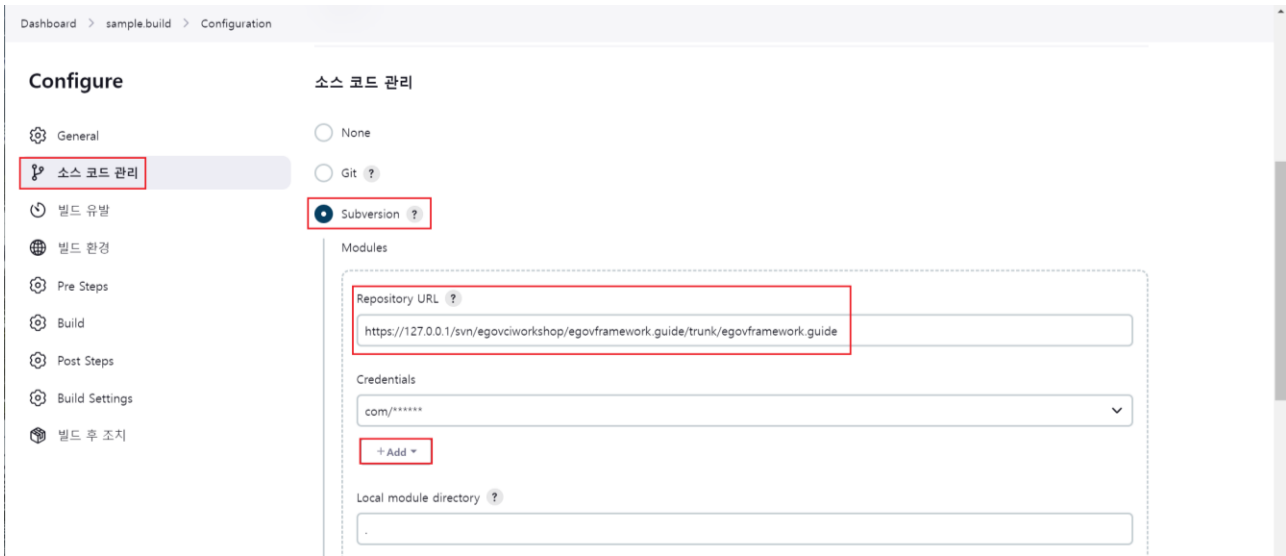 Dashboard > sample.build > Configuration
Configure
General
소스 코드 관리
빌드 유발
빌드 환경
Pre Steps
Build
Post Steps
Build Settings
빌드 후 조치
소스 코드 관리
None
Git ?
Subversion ?
Modules
Repository URL ?
https://127.0.0.1/svn/egovciworkshop/egovframework.guide/trunk/egovframework.guide
Credentials
com/******
+Add
Local module directory ?
.